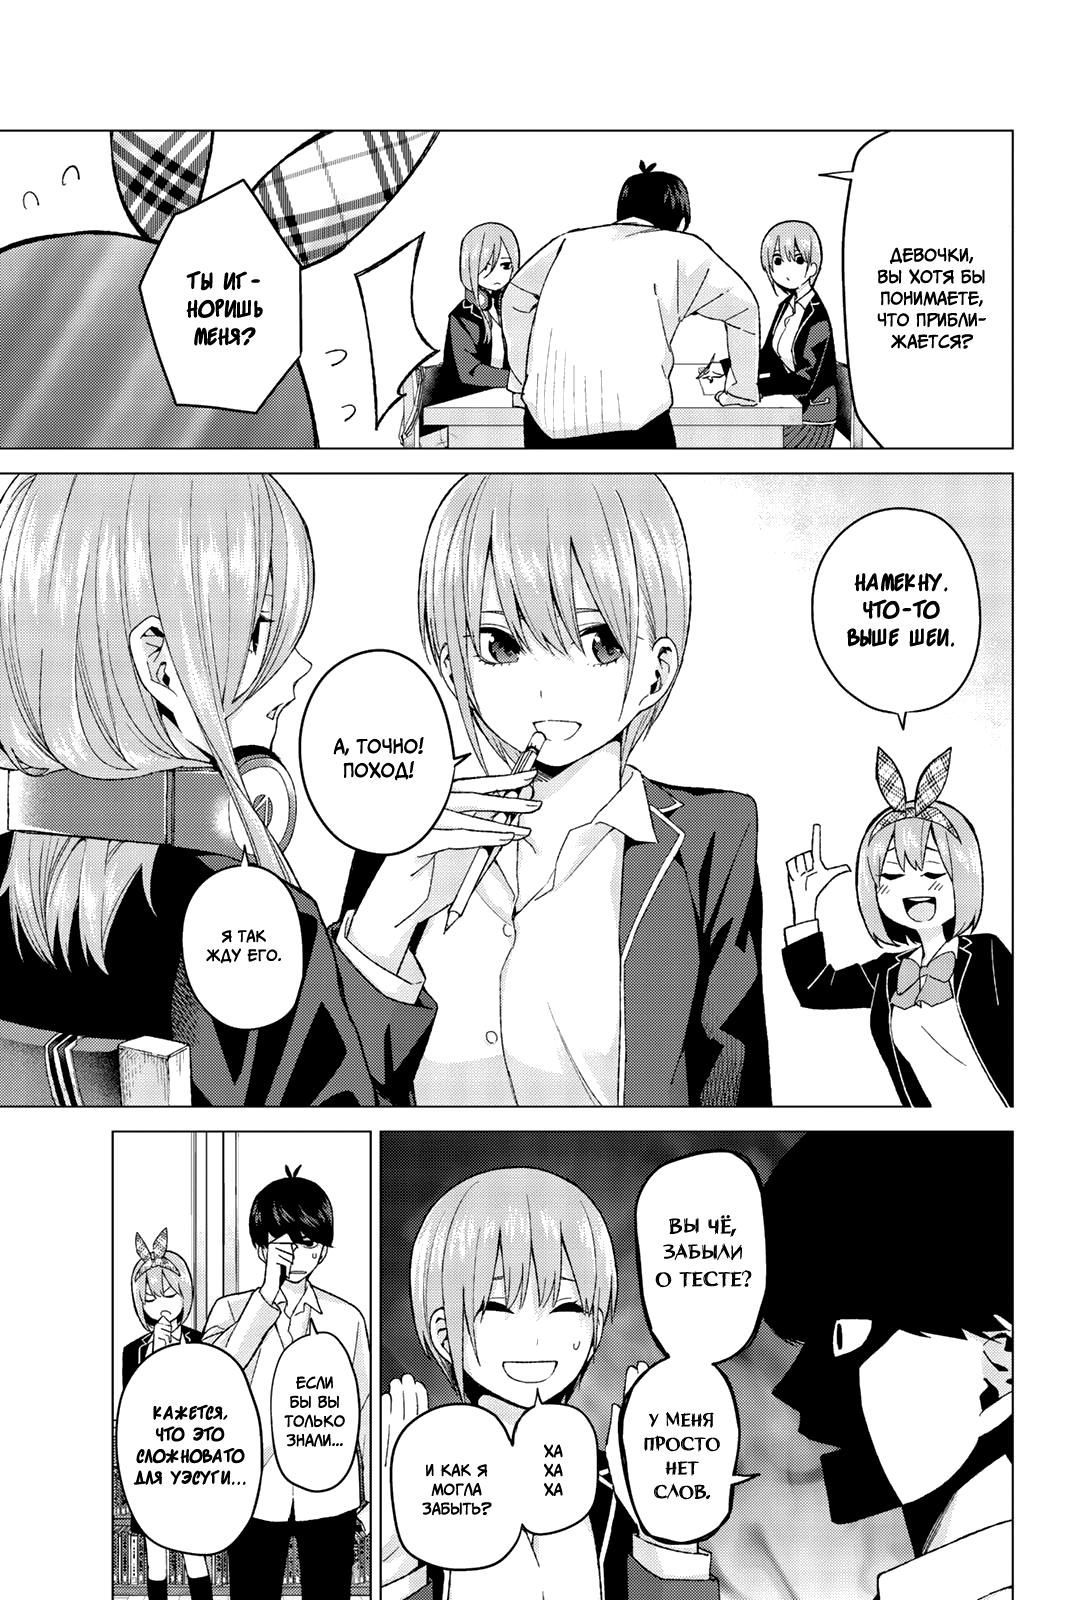 ДЕВОЧКИ,
ВЫ ХОТЯ БЫ
ПОНИМАЕТЕ,
ЧТО ПРИБЛИ-
ЖАЕТСЯ?
ТЫ ИГ-
НОРИШЬ
МЕНЯ?
НАМЕКНУ.
ЧТО-ТО
ВЫШЕ ШЕИ.
А, ТОЧНО!
ПОХОД!
Я ТАК
ЖДУ ЕГО.
ВЫ ЧЁ,
ЗАБЫЛИ
О ТЕСТЕ?
У МЕНЯ
ПРОСТО
НЕТ
СЛОВ.
ХА
ХА
ХА
И КАК Я
МОГЛА
ЗАБЫТЬ?
ЕСЛИ
БЫ ВЫ
ТОЛЬКО
ЗНАЛИ...
КАЖЕТСЯ,
ЧТО ЭТО
СЛОЖНОВАТО
ДЛЯ УЭСУГИ...